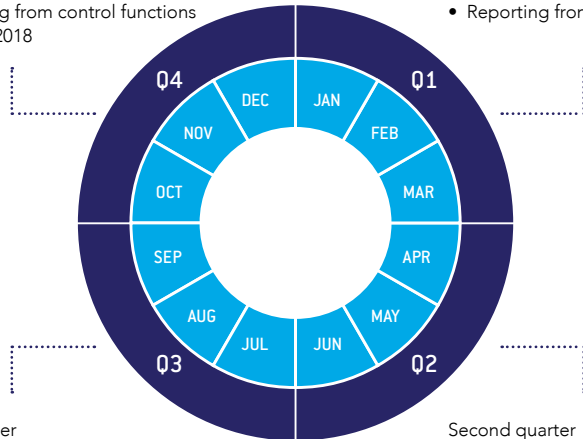 g from control functions
2018
• Reporting from
Q4
Q1
DEC
JAN
NOV
FEB
OCT
MAR
SEP
APR
AUG
MAY
JUL
JUN
Q3
Q2
er
Second quarter